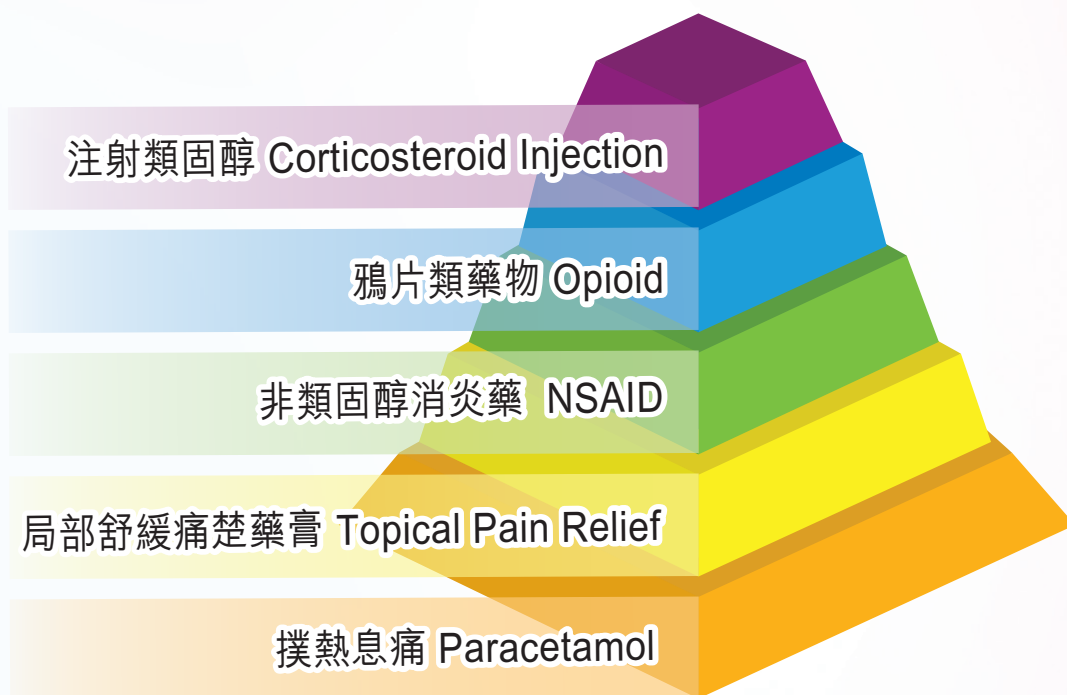 注射類固醇 Corticosteroid Injection
鴉片類藥物 Opioid
非類固醇消炎藥 NSAID
局部舒緩痛楚藥膏 Topical Pain Relief
撲熱息痛 Paracetamol